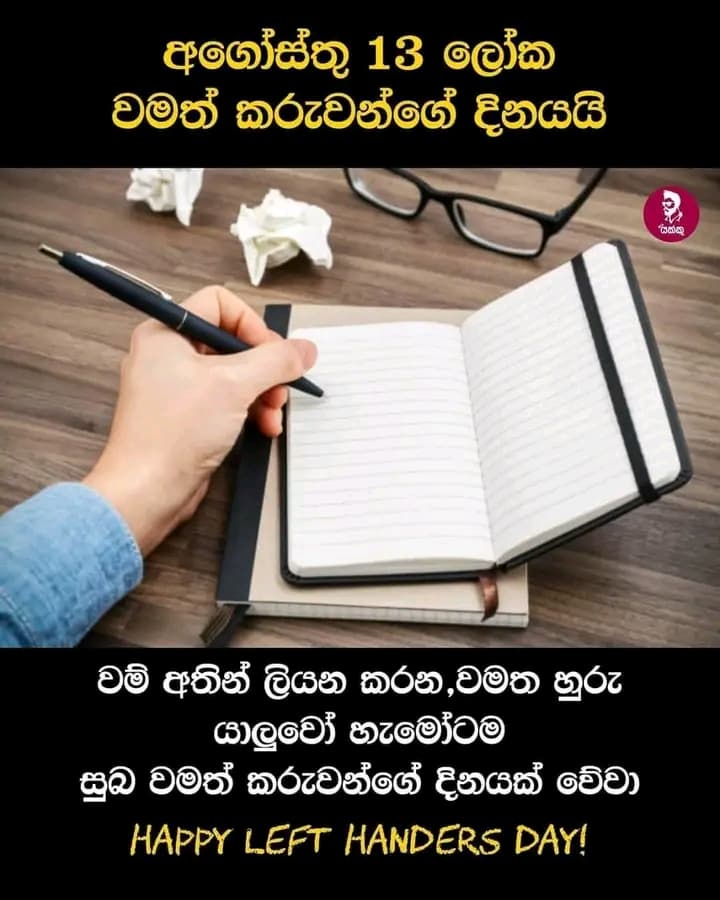 අගෝස්තු 13 ලෝක
වමත් කරුවන්ගේ දිනයයි
යක්කු
වම් අතින් ලියන කරන,වමත හුරු
යාලුවෝ හැමෝටම
සුබ වමත් කරුවන්ගේ දිනයක් වේවා
HAPPY LEFT HANDERS DAY!